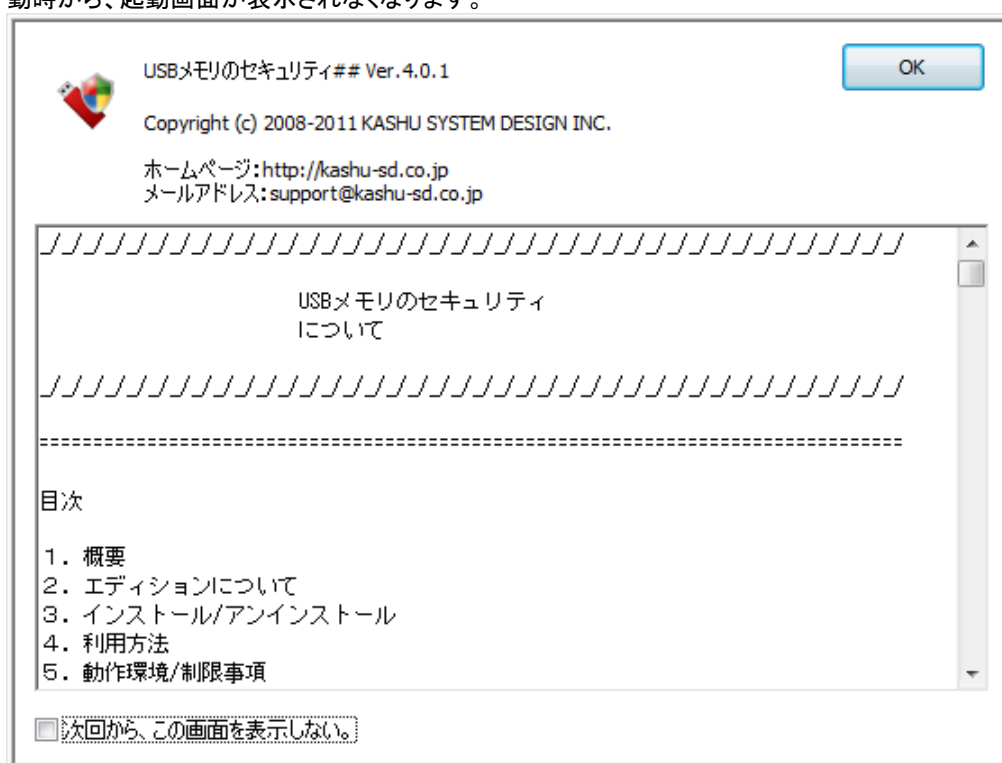 動時から、起動画面が表示されなくなります。
USBメモリのセキュリティ## Ver.4.0.1
OK
Copyright (c) 2008-2011 KASHU SYSTEM DESIGN INC.
ホームページ:http://kashu-sd.co.jp
メールアドレス:support@kashu-sd.co.jp
_/_/_/_/_/_/_/_/_/_/_/_/_/_/_/_/_/_/_/_/_/_/_/_/_/_/_/_/_/_/_/_/_/_/_/_/_/_/_/_/
USBメモリのセキュリティ
について
_/_/_/_/_/_/_/_/_/_/_/_/_/_/_/_/_/_/_/_/_/_/_/_/_/_/_/_/_/_/_/_/_/_/_/_/_/_/_/_/
================================================================================
目次
1.概要
2.エディションについて
3.インストール/アンインストール
4.利用方法
5.動作環境/制限事項
次回から、この画面を表示しない。